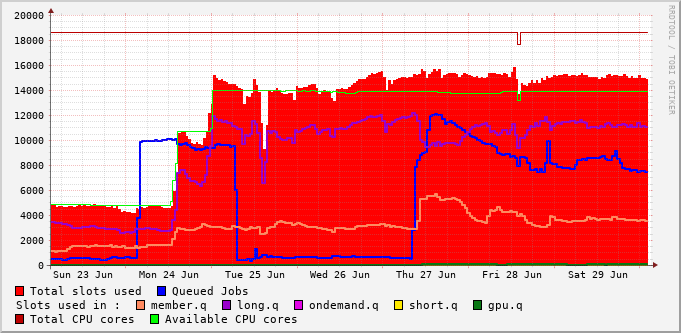 20000
18000
16000
14000
12000
10000
8000
6000
4000
2000
0
Sun 23 Jun Mon 24 Jun Tue 25 Jun Wed 26 Jun Thu 27 Jun Fri 28 Jun Sat 29 Jun
Total slots used Queued Jobs
Slots used in : member.q long.q ondemand.q short.q gpu.q
Total CPU cores Available CPU cores
RRDTOOL / TOBI OETIKER